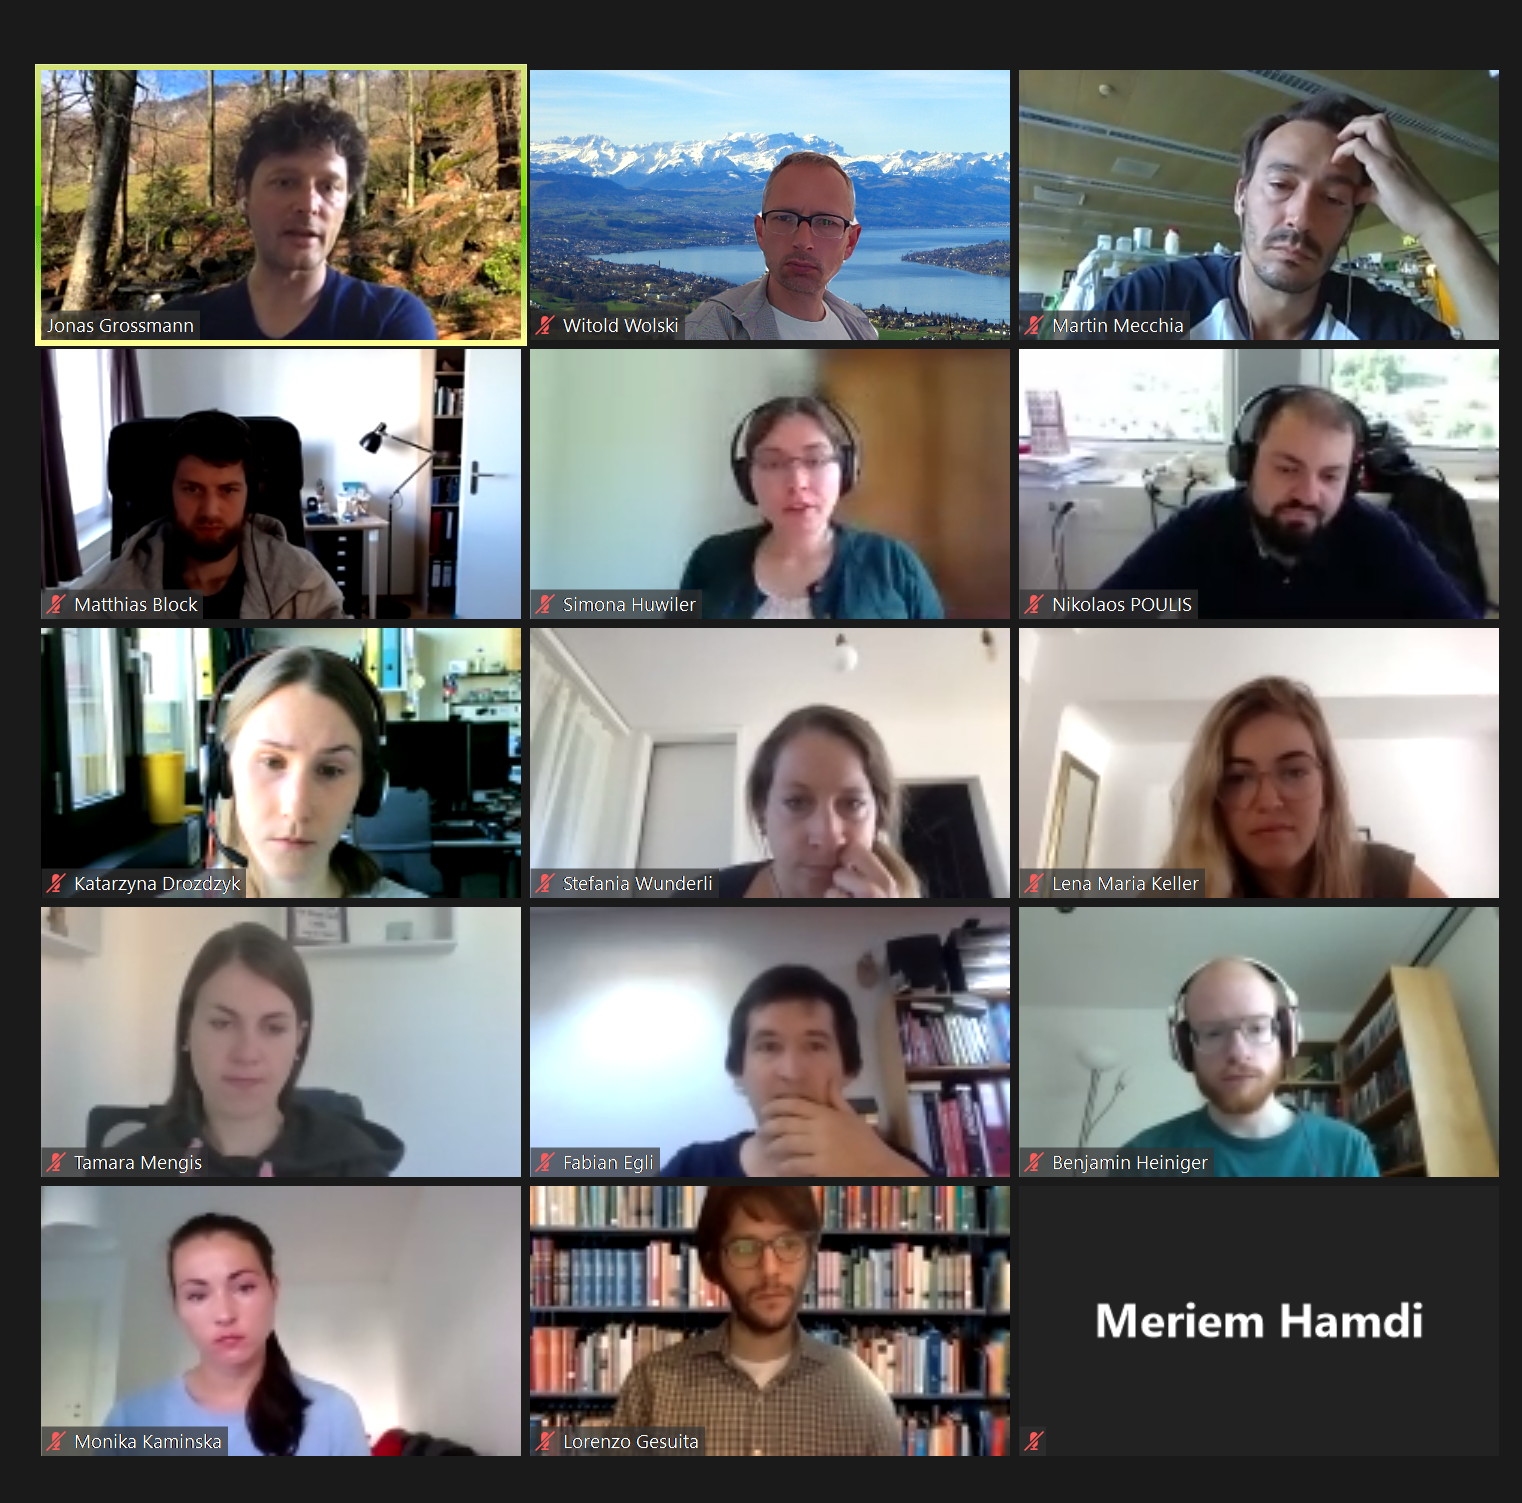 Jonas Grossmann
Witold Wolski
Martin Mecchia
Matthias Block
Simona Huwiler
Nikolaos POULIS
Katarzyna Drozdzyk
Stefania Wunderli
Lena Maria Keller
Tamara Mengis
Fabian Egli
Benjamin Heiniger
Monika Kaminska
Lorenzo Gesuita
Meriem Hamdi